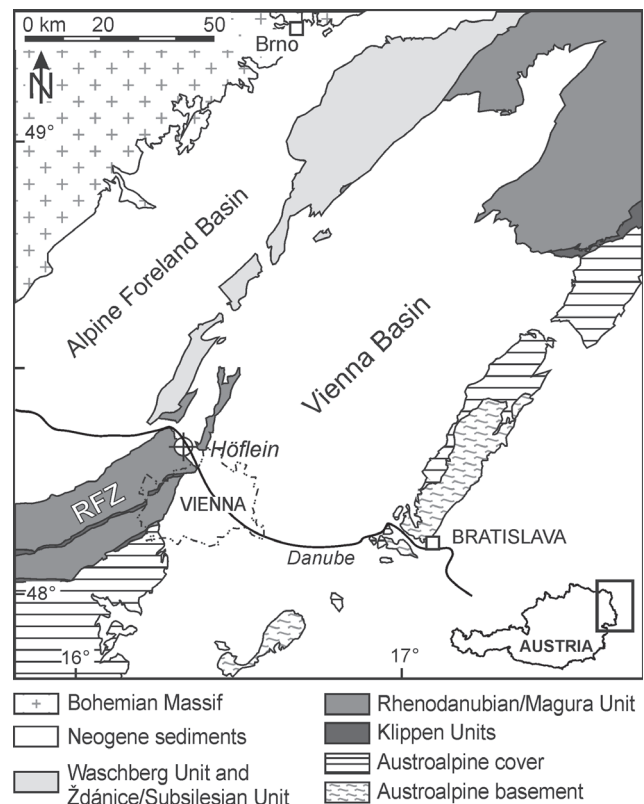 0 km 20 50
Brno
N
49°
Alpine Foreland Basin
Vienna Basin
Höflein
RFZ
VIENNA
BRATISLAVA
Danube
48°
16°
17°
AUSTRIA
Bohemian Massif
Neogene sediments
Waschberg Unit and
Ždánice/Subsilesian Unit
Rhenodanubian/Magura Unit
Klippen Units
Austroalpine cover
Austroalpine basement